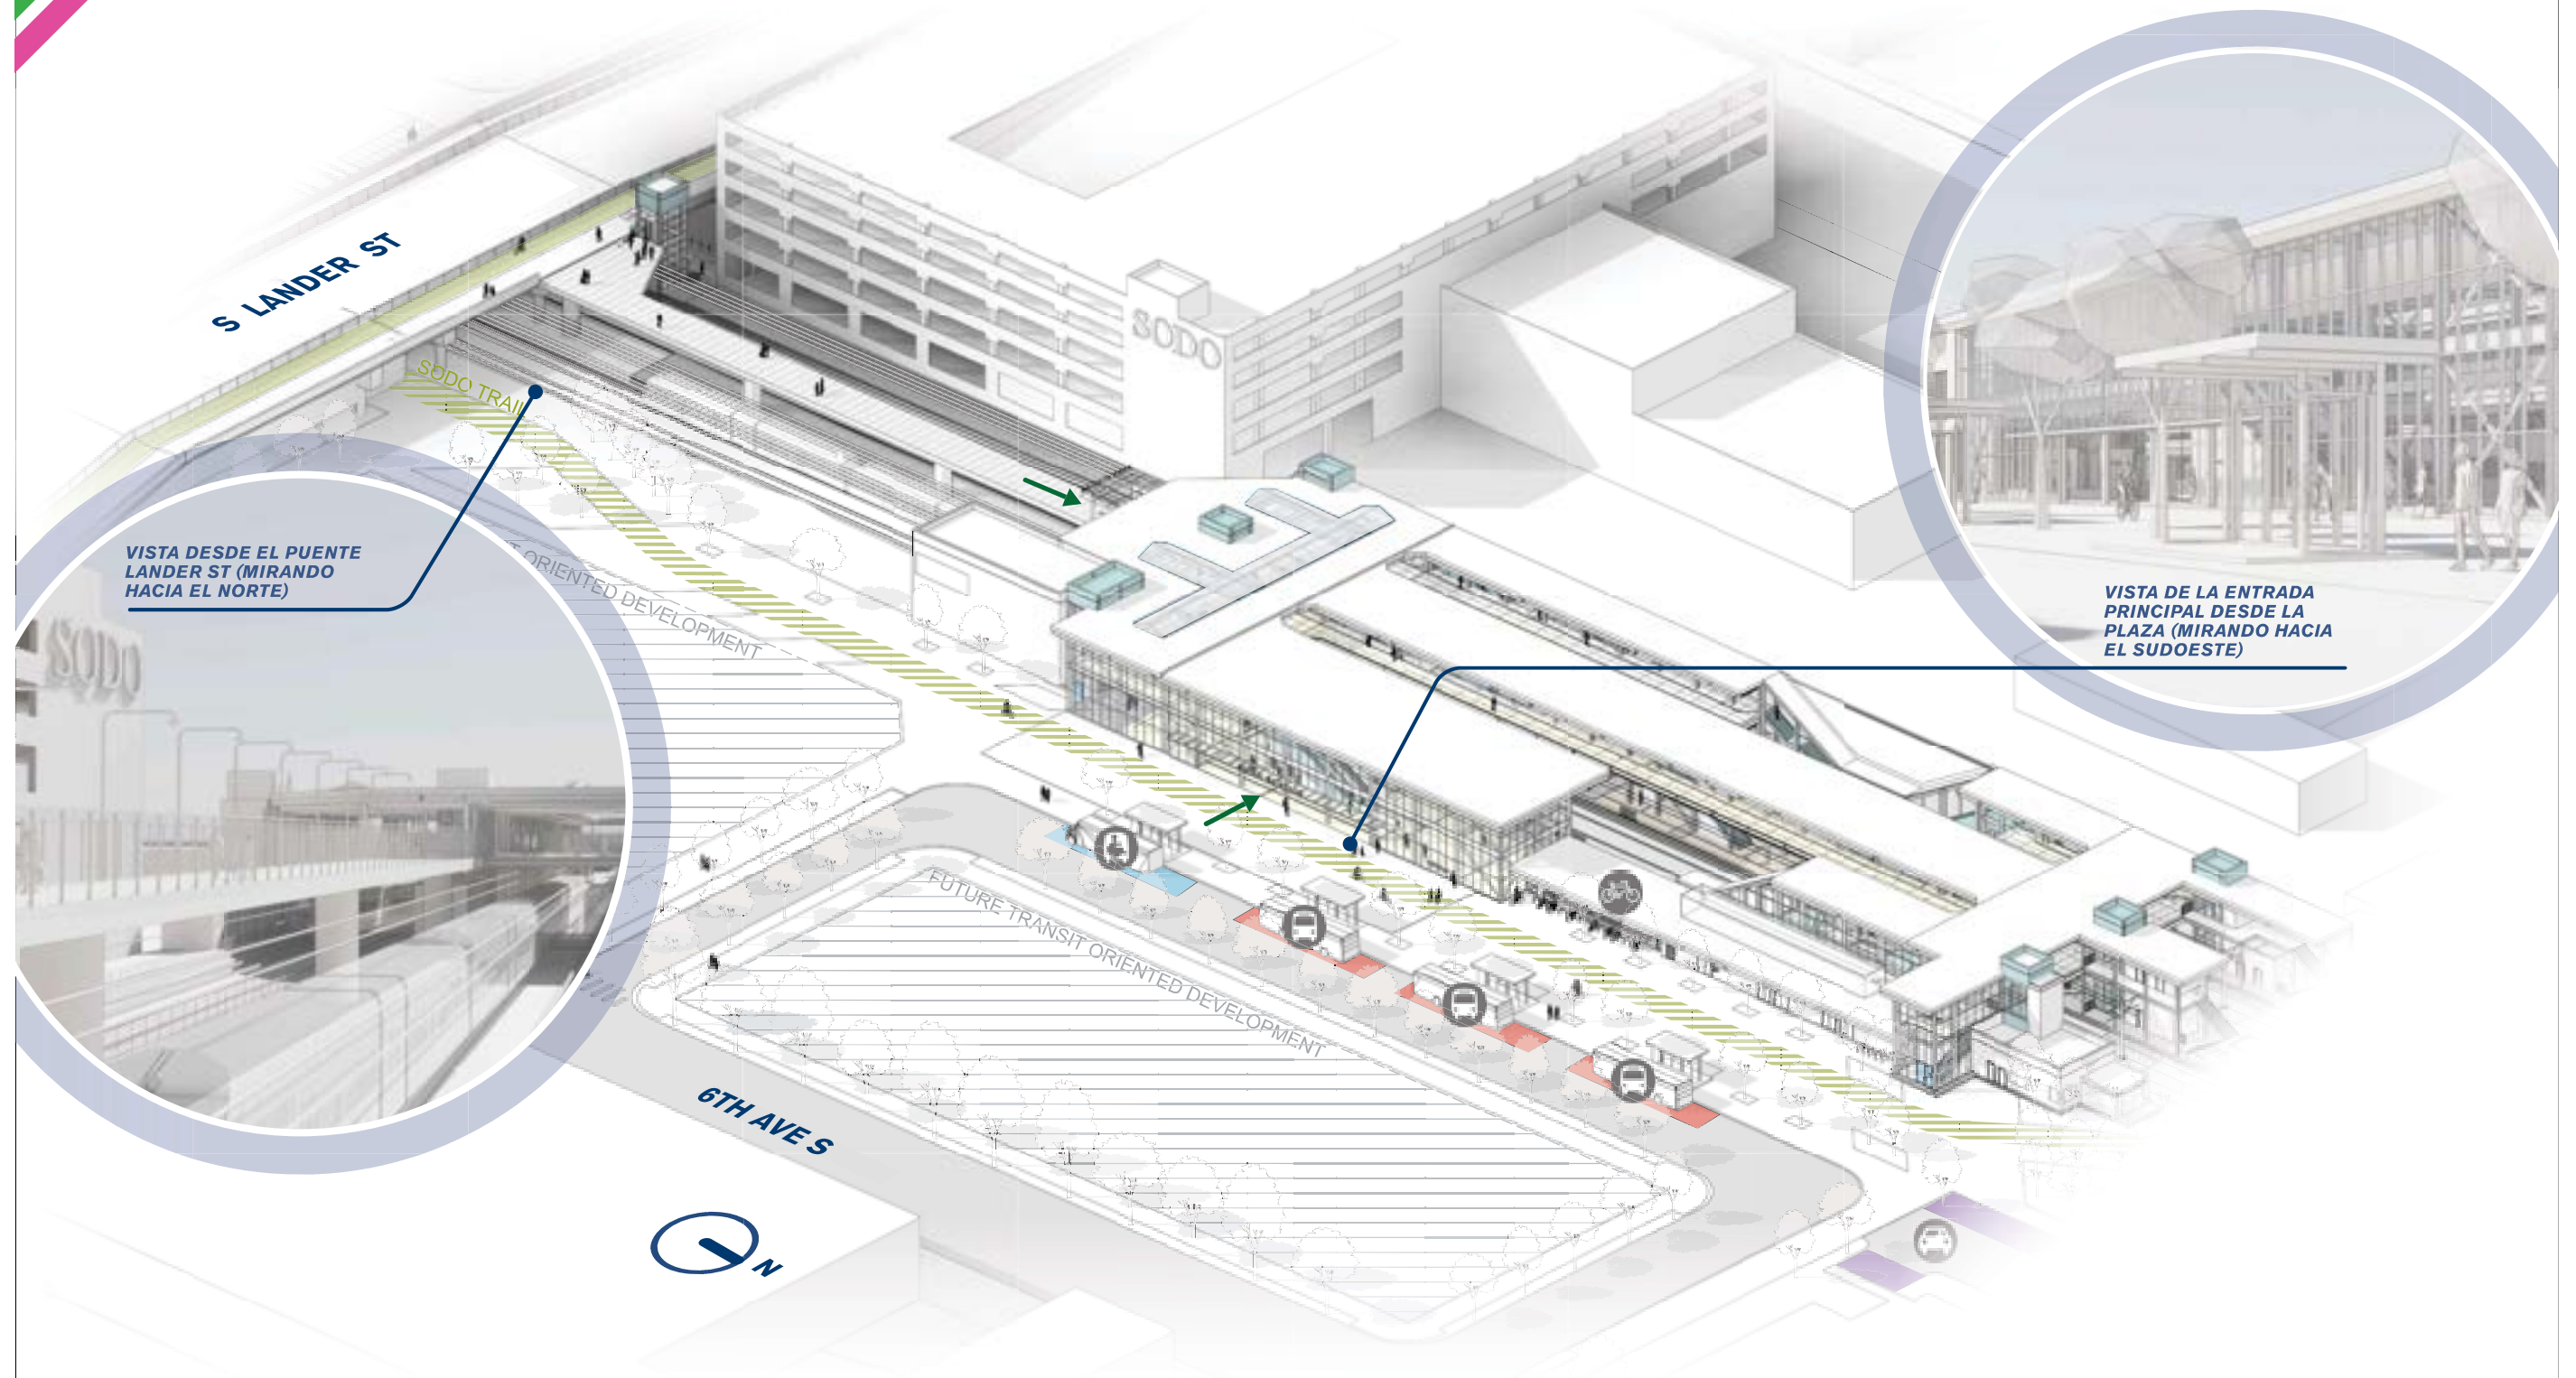 S LANDER ST
SODO
SODO TRAIL
VISTA DESDE EL PUENTE
LANDER ST (MIRANDO
HACIA EL NORTE)
T ORIENTED DEVELOPMENT
SODO
VISTA DE LA ENTRADA
PRINCIPAL DESDE LA
PLAZA (MIRANDO HACIA
EL SUDOESTE)
FUTURE TRANSIT ORIENTED DEVELOPMENT
6TH AVE S
N